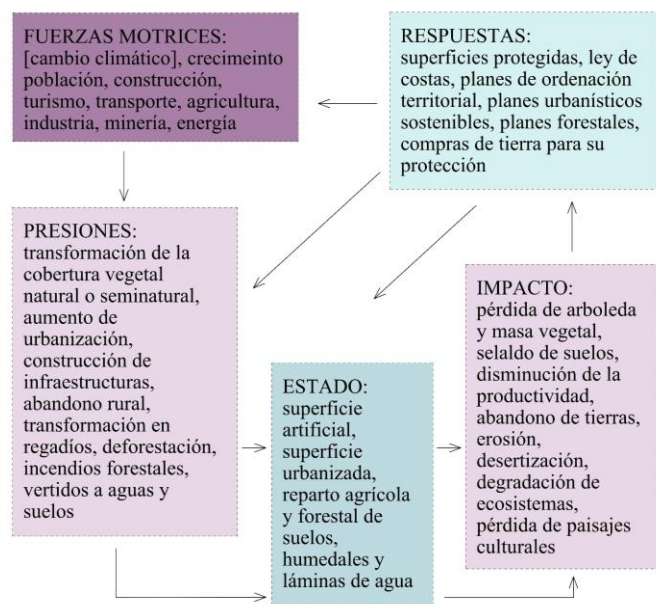 FUERZAS MOTRICES:
[cambio climático], crecimeinto
población, construcción,
turismo, transporte, agricultura,
industria, minería, energía
RESPUESTAS:
superficies protegidas, ley de
costas, planes de ordenación
territorial, planes urbanísticos
sostenibles, planes forestales,
compras de tierra para su
protección
PRESIONES:
transformación de la
cobertura vegetal
natural o seminatural,
aumento de
urbanización,
construcción de
infraestructuras,
abandono rural,
transformación en
regadíos, deforestación,
incendios forestales,
vertidos a aguas y
suelos
ESTADO:
superficie
artificial,
superficie
urbanizada,
reparto agrícola
y forestal de
suelos,
humedales y
láminas de agua
IMPACTO:
pérdida de arboleda
y masa vegetal,
selaldo de suelos,
disminución de la
productividad,
abandono de tierras,
erosión,
desertización,
degradación de
ecosistemas,
pérdida de paisajes
culturales